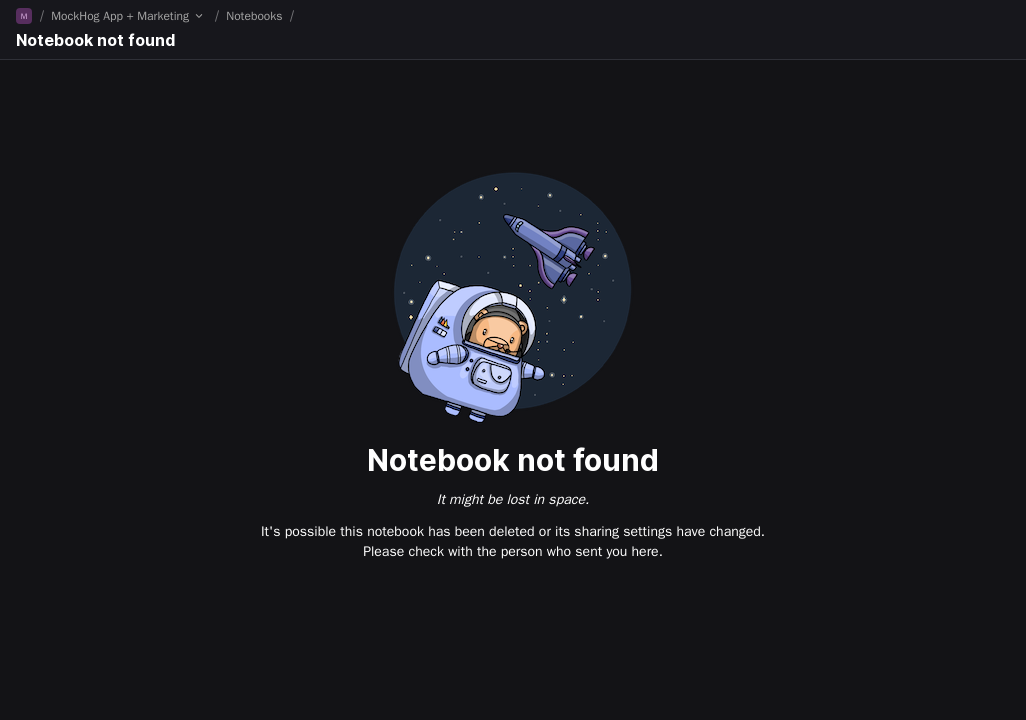 M / MockHog App + Marketing / Notebooks /
Notebook not found
Notebook not found
It might be lost in space.
It's possible this notebook has been deleted or its sharing settings have changed.
Please check with the person who sent you here.